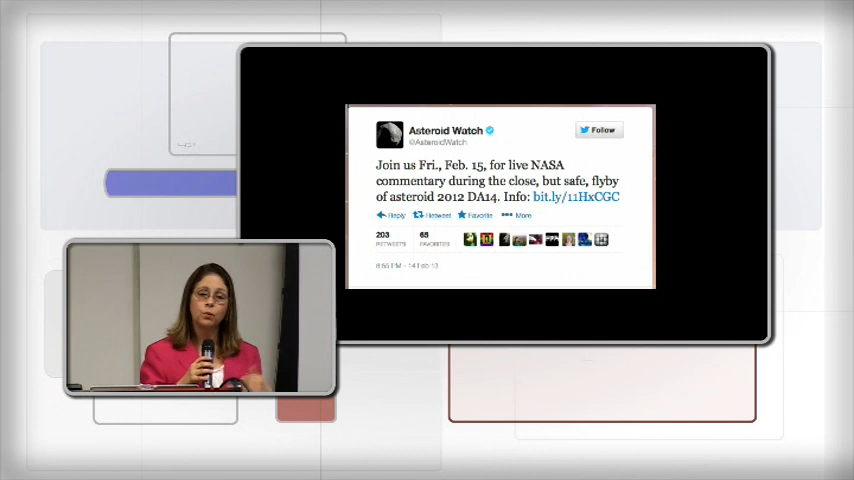 Asteroid Watch
@AsteroidWatch
Follow
Join us Fri., Feb. 15, for live NASA
commentary during the close, but safe, flyby
of asteroid 2012 DA14. Info: bit.ly/11HxCGC
Reply Retweet Favorite More
203 65
RETWEETS FAVORITES
6:55 PM - 14 Feb 13